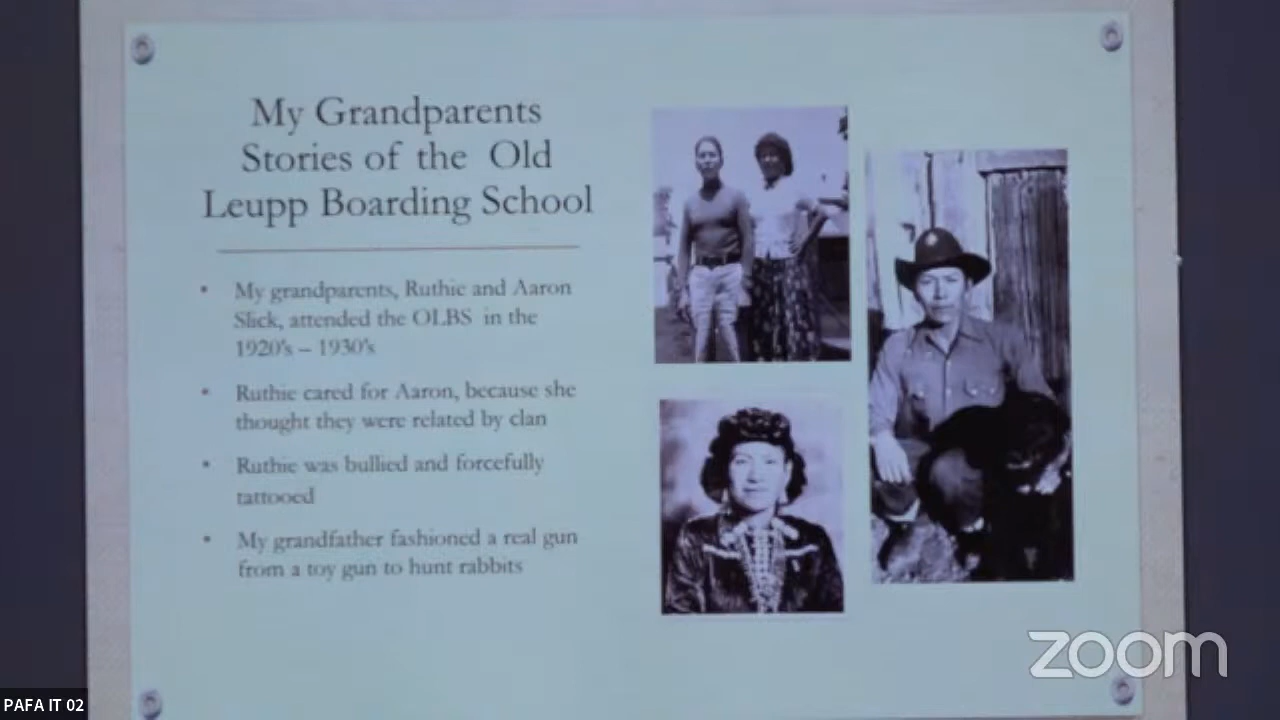 My Grandparents
Stories of the Old
Leupp Boarding School
• My grandparents, Ruthie and Aaron
Slick, attended the OLBS in the
1920's – 1930's
• Ruthie cared for Aaron, because she
thought they were related by clan
• Ruthie was bullied and forcefully
tattooed
• My grandfather fashioned a real gun
from a toy gun to hunt rabbits
zoom
PAFA IT 02